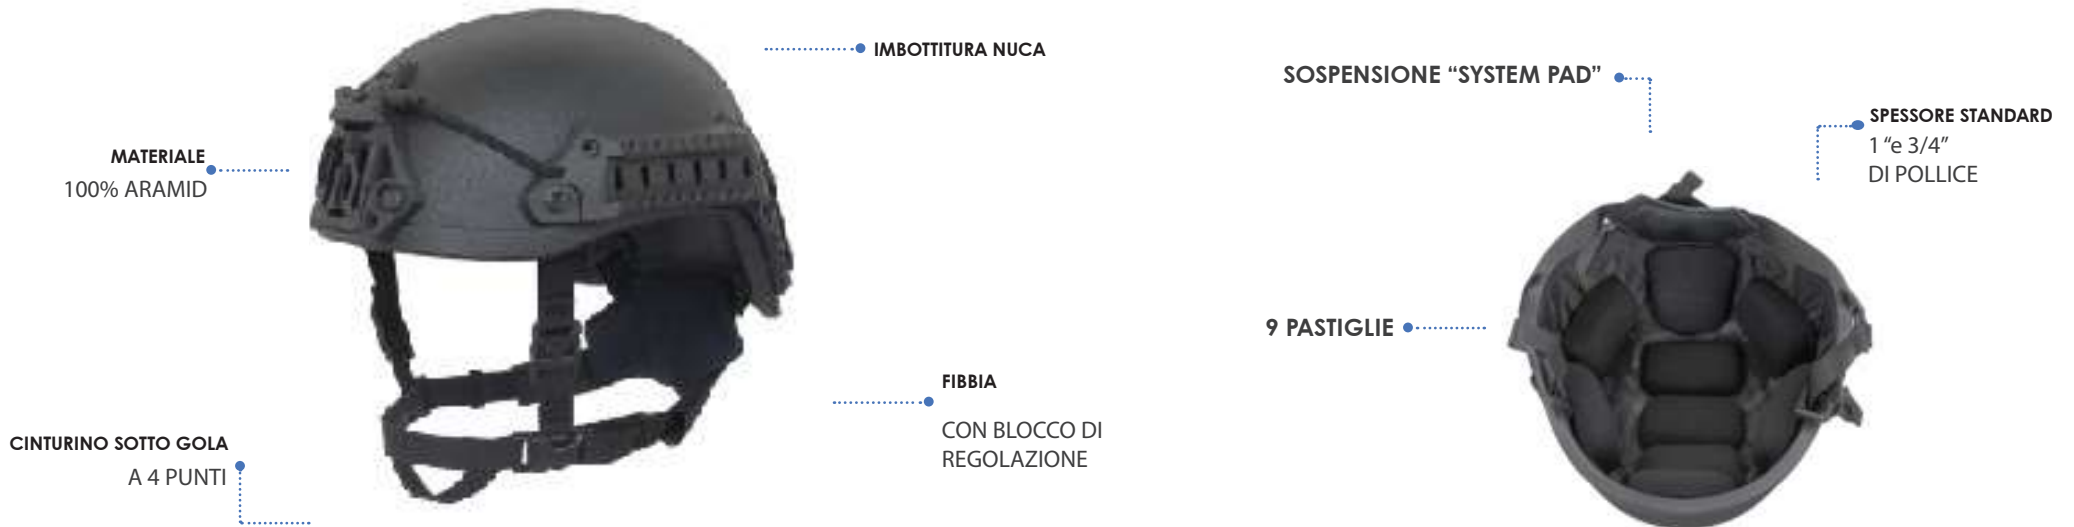 IMBOTTITURA NUCA
MATERIALE
100% ARAMID
FIBBIA
CON BLOCCO DI
REGOLAZIONE
CINTURINO SOTTO GOLA
A 4 PUNTI
SOSPENSIONE “SYSTEM PAD”
SPESSORE STANDARD
1 “e 3/4”
DI POLLICE
9 PASTIGLIE